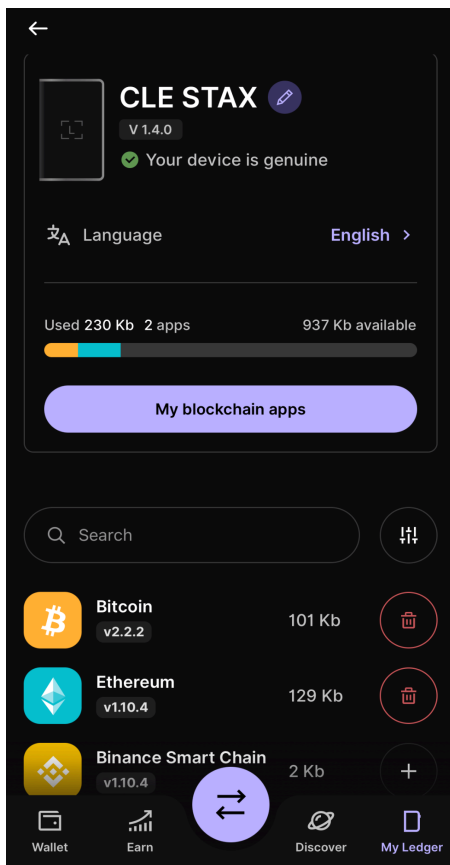 CLE STAX
V 1.4.0
Your device is genuine
Language English
Used 230 Kb 2 apps 937 Kb available
My blockchain apps
Search
Bitcoin
v2.2.2
101 Kb
Ethereum
v1.10.4
129 Kb
Binance Smart Chain
v1.10.4
2 Kb
Wallet Earn Discover My Ledger